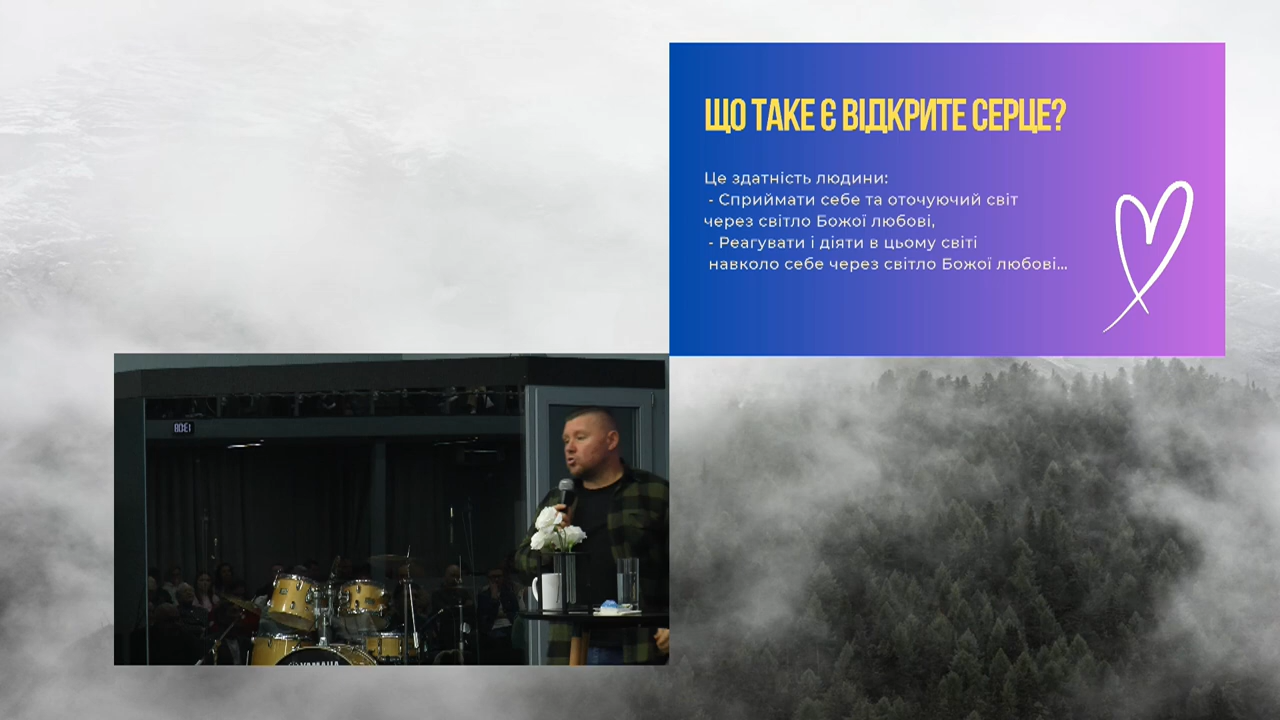 ЩО ТАКЕ Є ВІДКРИТЕ СЕРЦЕ?
Це здатність людини:
- Сприймати себе та оточуючий світ
через світло Божої любові,
- Реагувати і діяти в цьому світі
навколо себе через світло Божої любові...
YAMAHA